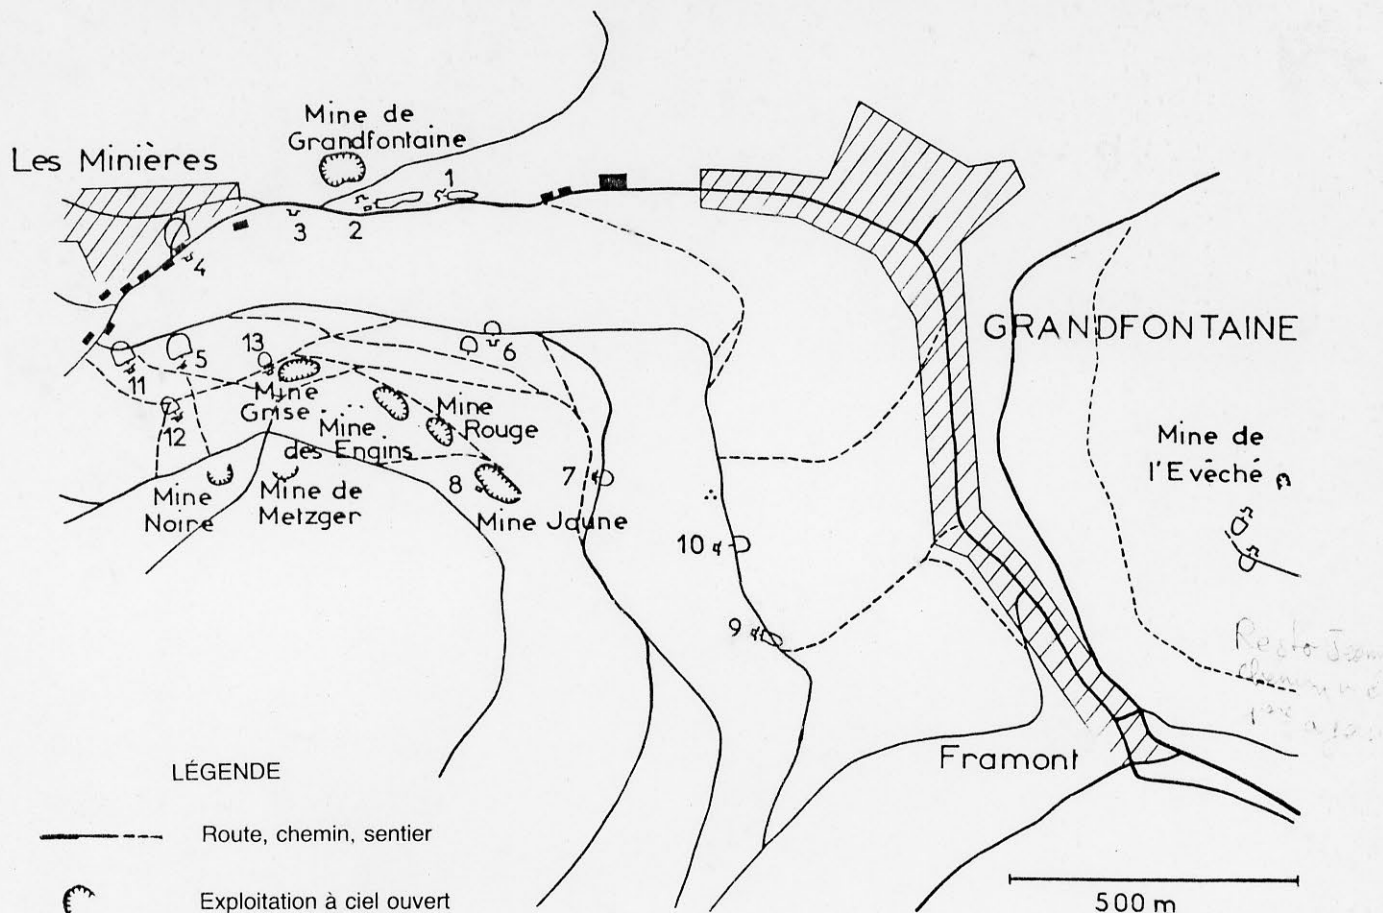 Mine de
Grandfontaine
Les Minières
1
2
3
4
GRANDFONTAINE
13
5
6
11
Mine
Grise
12
Mine
des Engins
Mine
Rouge
Mine de
l'Evêché
8
7
Mine
Noire
Mine de
Metzger
Mine Jaune
10
9
Framont
LÉGENDE
Route, chemin, sentier
Exploitation à ciel ouvert
500 m